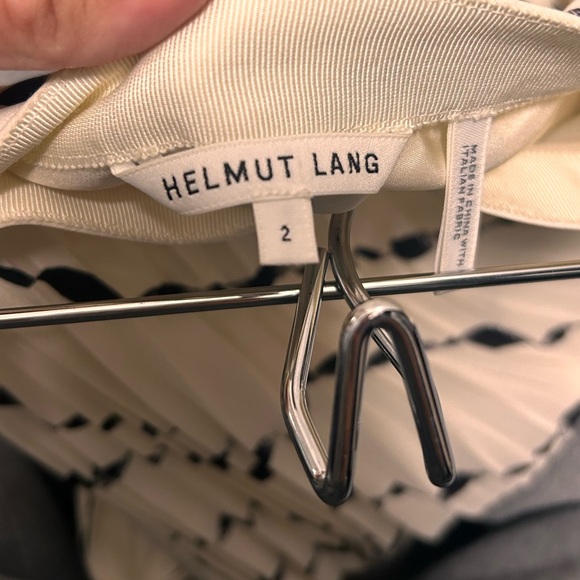 HELMUT LANG
2
MADE IN CHINA WITH
ITALIAN FABRIC